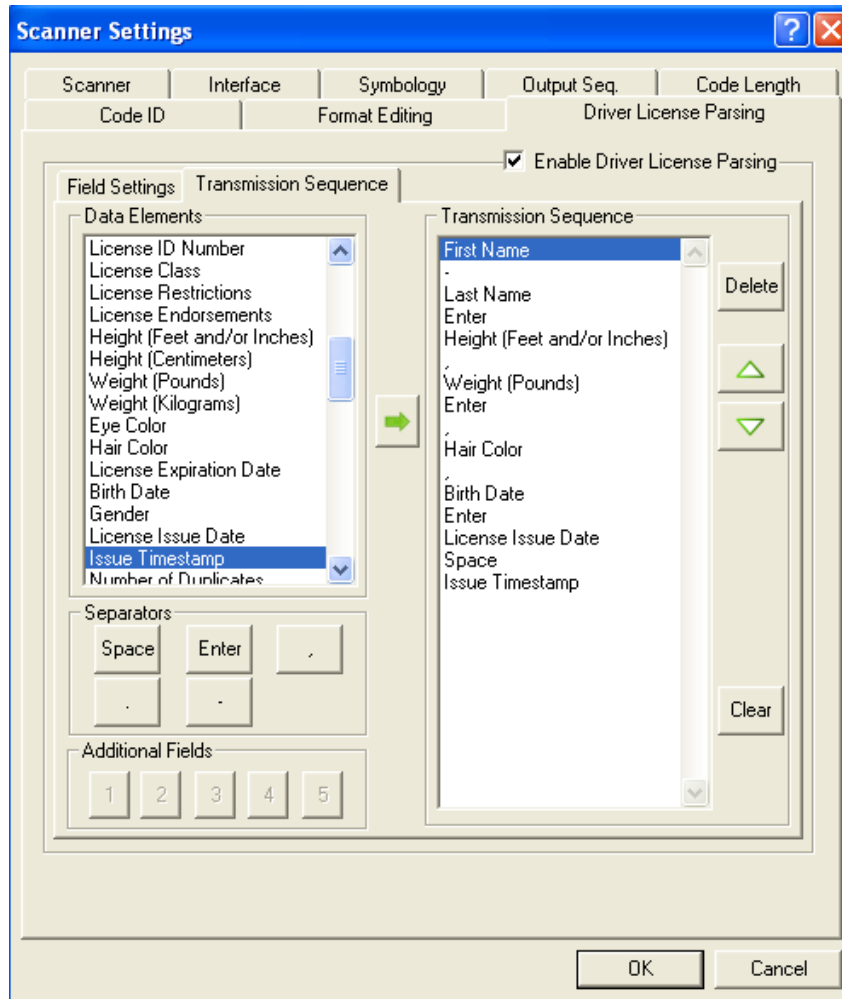 Scanner Settings
Scanner
Interface
Symbology
Output Seq.
Code Length
Code ID
Format Editing
Driver License Parsing
Enable Driver License Parsing
Field Settings
Transmission Sequence
Data Elements
License ID Number
License Class
License Restrictions
License Endorsements
Height (Feet and/or Inches)
Height (Centimeters)
Weight (Pounds)
Weight (Kilograms)
Eye Color
Hair Color
License Expiration Date
Birth Date
Gender
License Issue Date
Issue Timestamp
Number of Duplicates
Separators
Space
Enter
,
.
-
Additional Fields
1
2
3
4
5
Transmission Sequence
First Name
-
Last Name
Enter
Height (Feet and/or Inches)
,
Weight (Pounds)
Enter
,
Hair Color
,
Birth Date
Enter
License Issue Date
Space
Issue Timestamp
Delete
Clear
OK
Cancel